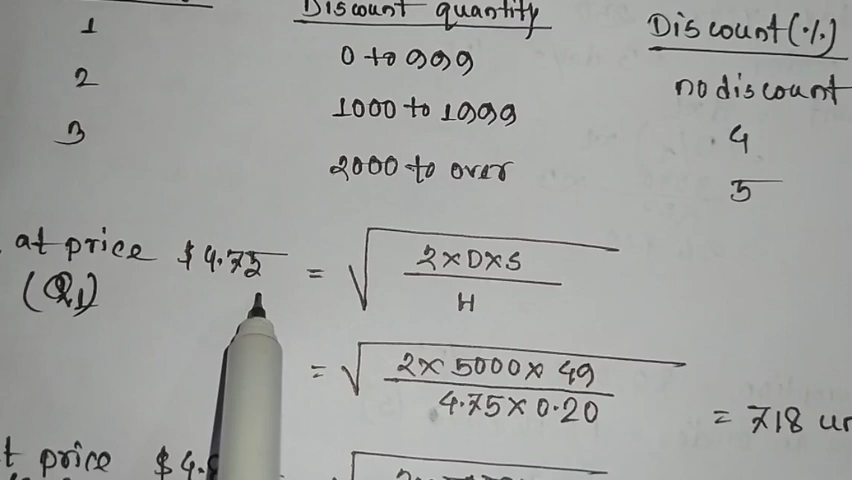 Discount quantity Discount(%)
1 0 to 999 no discount
2 1000 to 1999 4
3 2000 to over 5
at price $4.75 = √ 2×D×S / H
(Q1)
= √ 2× 5000× 49 / 4.75×0.20 = 718
price $4.